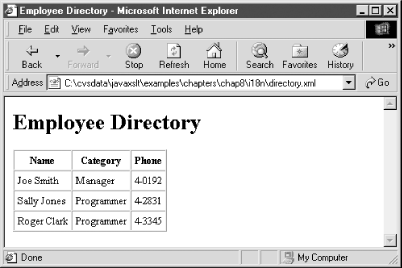 Employee Directory - Microsoft Internet Explorer
File Edit View Favorites Tools Help
Back Forward Stop Refresh Home Search Favorites History
Address C:\cvsdata\javaxslt\examples\chapters\chap8\i18n\directory.xml Go
Employee Directory
Name Category Phone
Joe Smith Manager 4-0192
Sally Jones Programmer 4-2831
Roger Clark Programmer 4-3345
Done My Computer